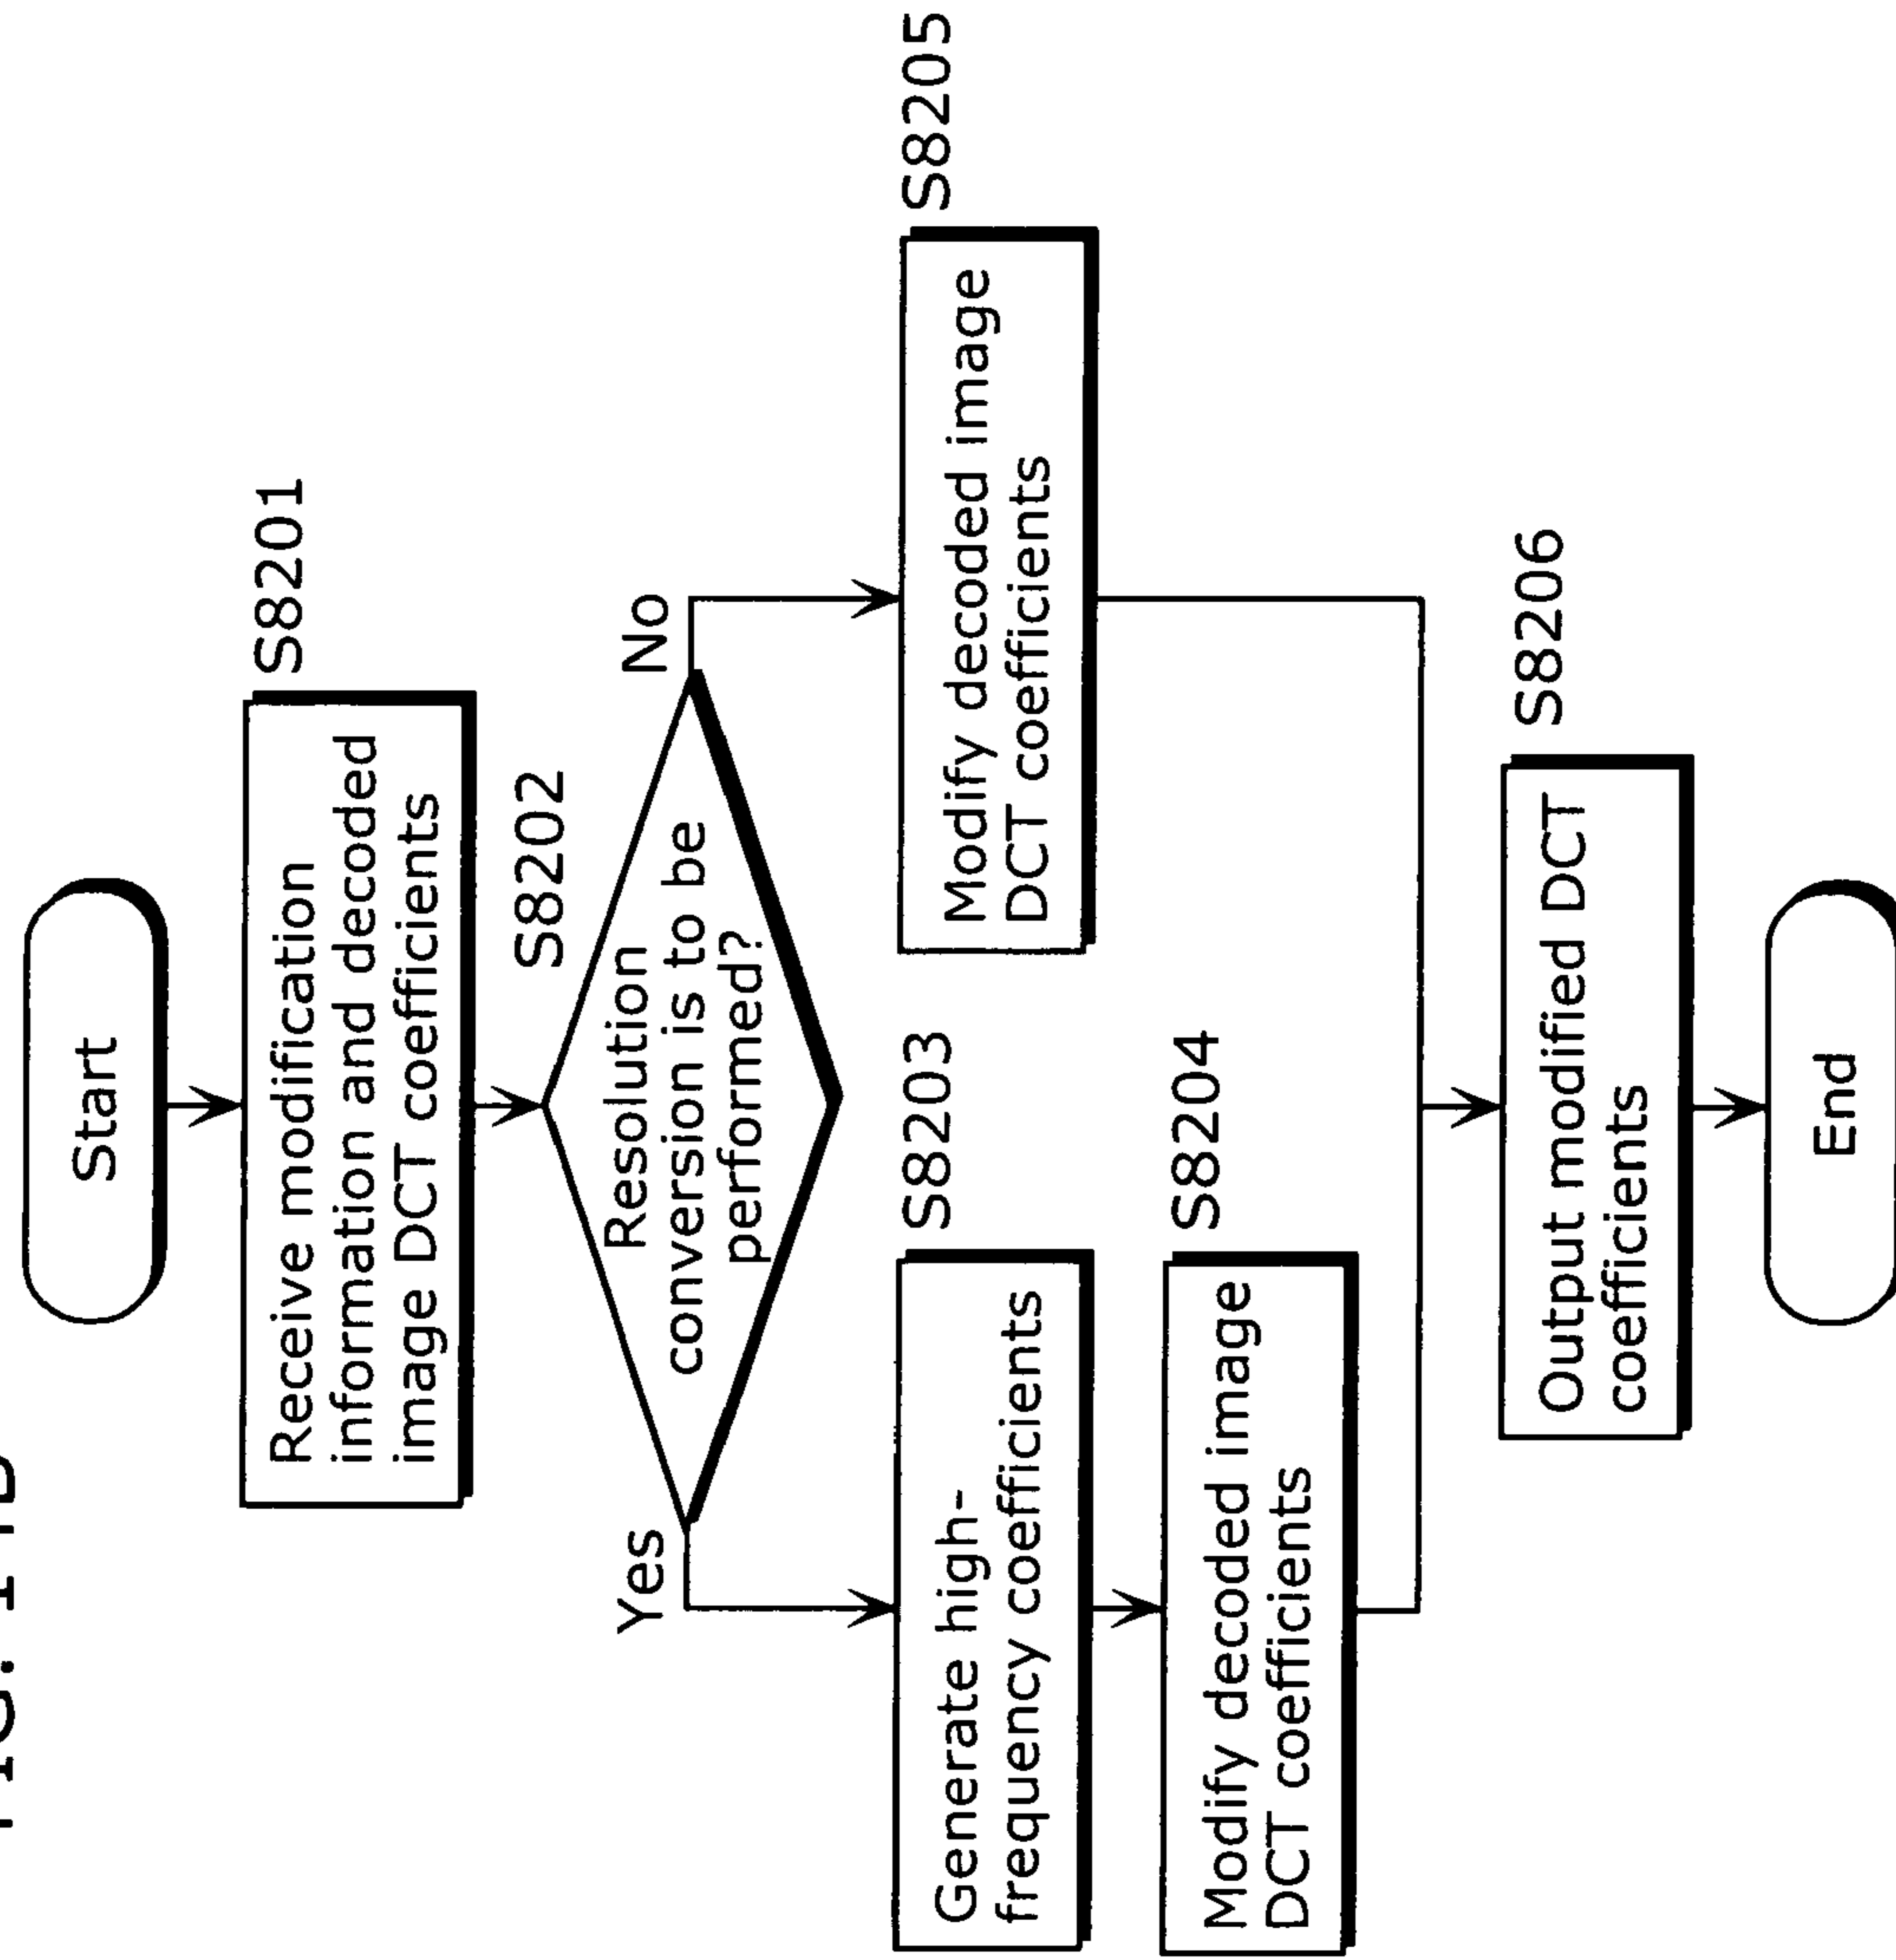 Start
S8201
Receive modification
information and decoded
image DCT coefficients
S8202
Resolution
conversion is to be
performed?
Yes
No
S8203
Generate high-
frequency coefficients
S8204
Modify decoded image
DCT coefficients
S8205
Modify decoded image
DCT coefficients
S8206
Output modified DCT
coefficients
End